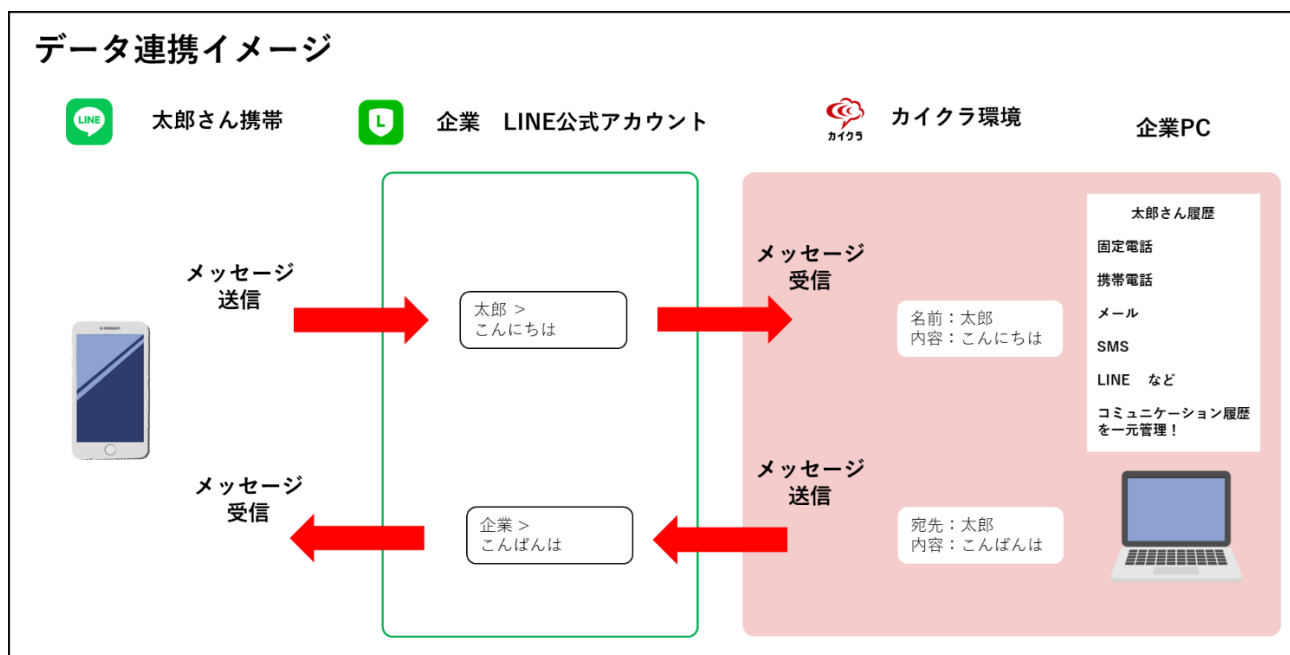 データ連携イメージ
LINE
太郎さん携帯
L
企業　LINE公式アカウント
カイクラ
カイクラ環境
企業PC
メッセージ
送信
太郎 >
こんにちは
メッセージ
受信
名前：太郎
内容：こんにちは
太郎さん履歴
固定電話
携帯電話
メール
SMS
LINE　など
コミュニケーション履歴
を一元管理！
メッセージ
受信
企業 >
こんばんは
メッセージ
送信
宛先：太郎
内容：こんばんは